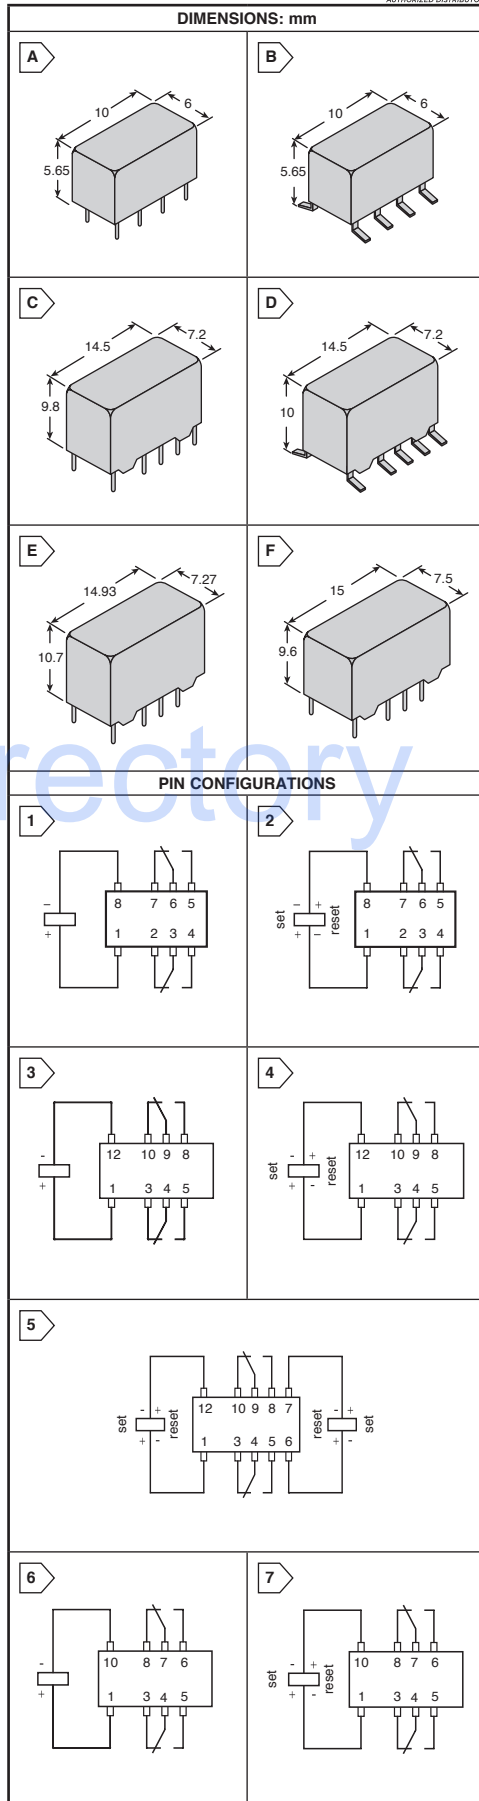 AUTHORIZED DISTRIBUTOR
DIMENSIONS: mm
A
10
6
5.65
B
10
6
5.65
C
14.5
7.2
9.8
D
14.5
7.2
10
E
14.93
7.27
10.7
F
15
7.5
9.6
rectory
PIN CONFIGURATIONS
1
–
+
8 7 6 5
1 2 3 4
2
set
– +
+ –
reset
8 7 6 5
1 2 3 4
3
-
+
12 10 9 8
1 3 4 5
4
set
- +
+ -
reset
12 10 9 8
1 3 4 5
5
set
- +
+ -
reset
12 10 9 8 7
1 3 4 5 6
reset
- +
+ -
set
6
-
+
10 8 7 6
1 3 4 5
7
set
- +
+ -
reset
10 8 7 6
1 3 4 5